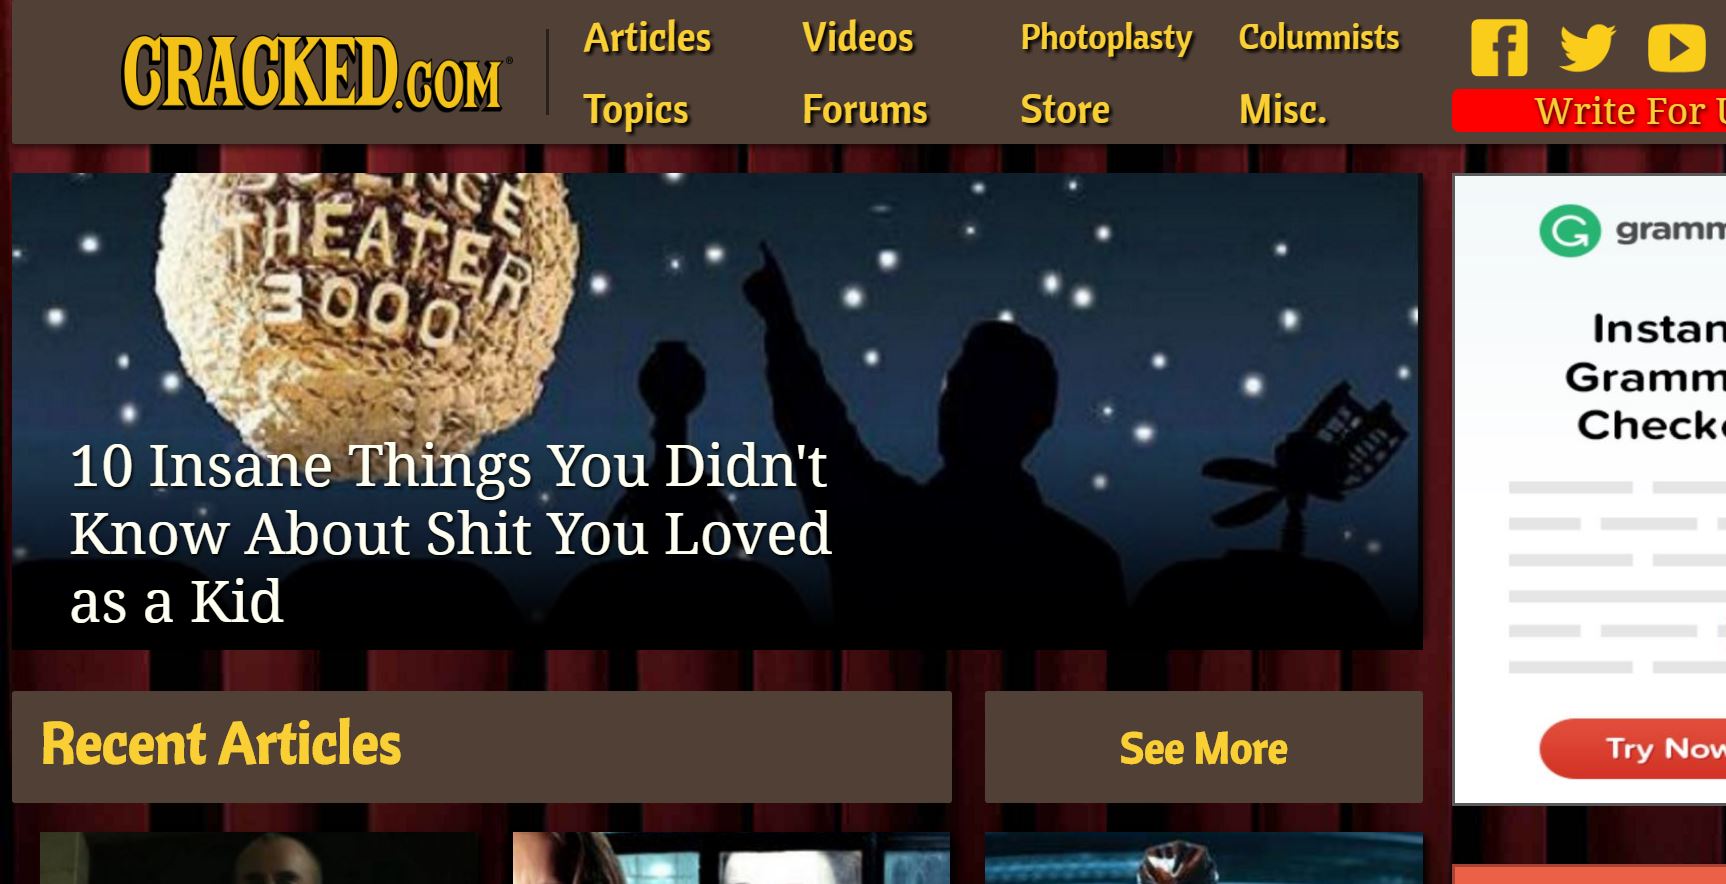 CRACKED.COM
Articles
Videos
Photoplasty
Columnists
Topics
Forums
Store
Misc.
Write For
THEATER
3000
10 Insane Things You Didn't
Know About Shit You Loved
as a Kid
gramm
Instan
Gramm
Check
Try Now
Recent Articles
See More